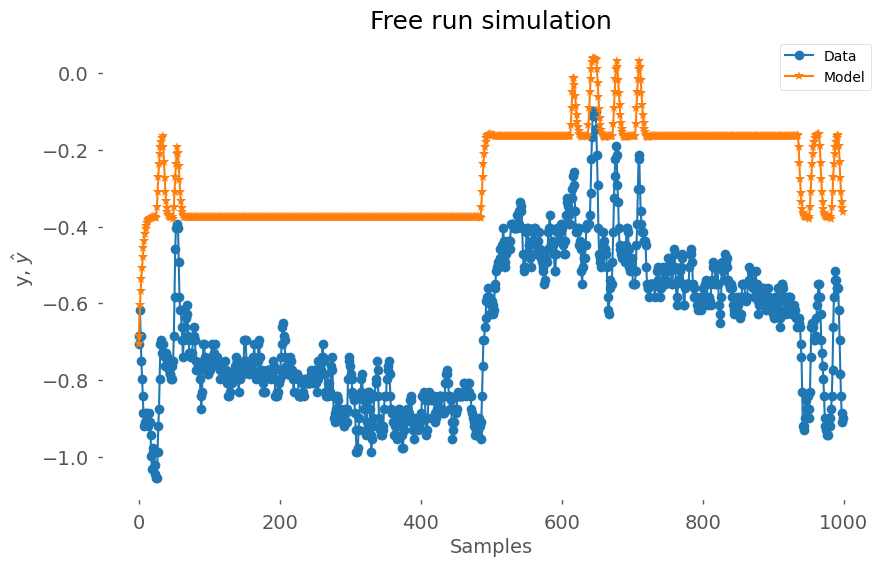 Free run simulation
Data
Model
y, ŷ
0.0
−0.2
−0.4
−0.6
−0.8
−1.0
0 200 400 600 800 1000
Samples